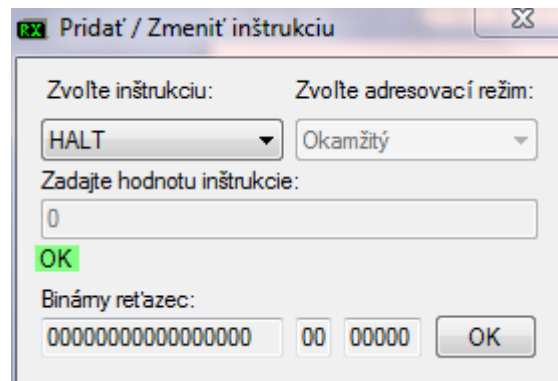 RX Pridať / Zmeniť inštrukciu
Zvoľte inštrukciu: Zvoľte adresovací režim:
HALT Okamžitý
Zadajte hodnotu inštrukcie:
0
OK
Binárny reťazec:
00000000000000000 00 00000 OK